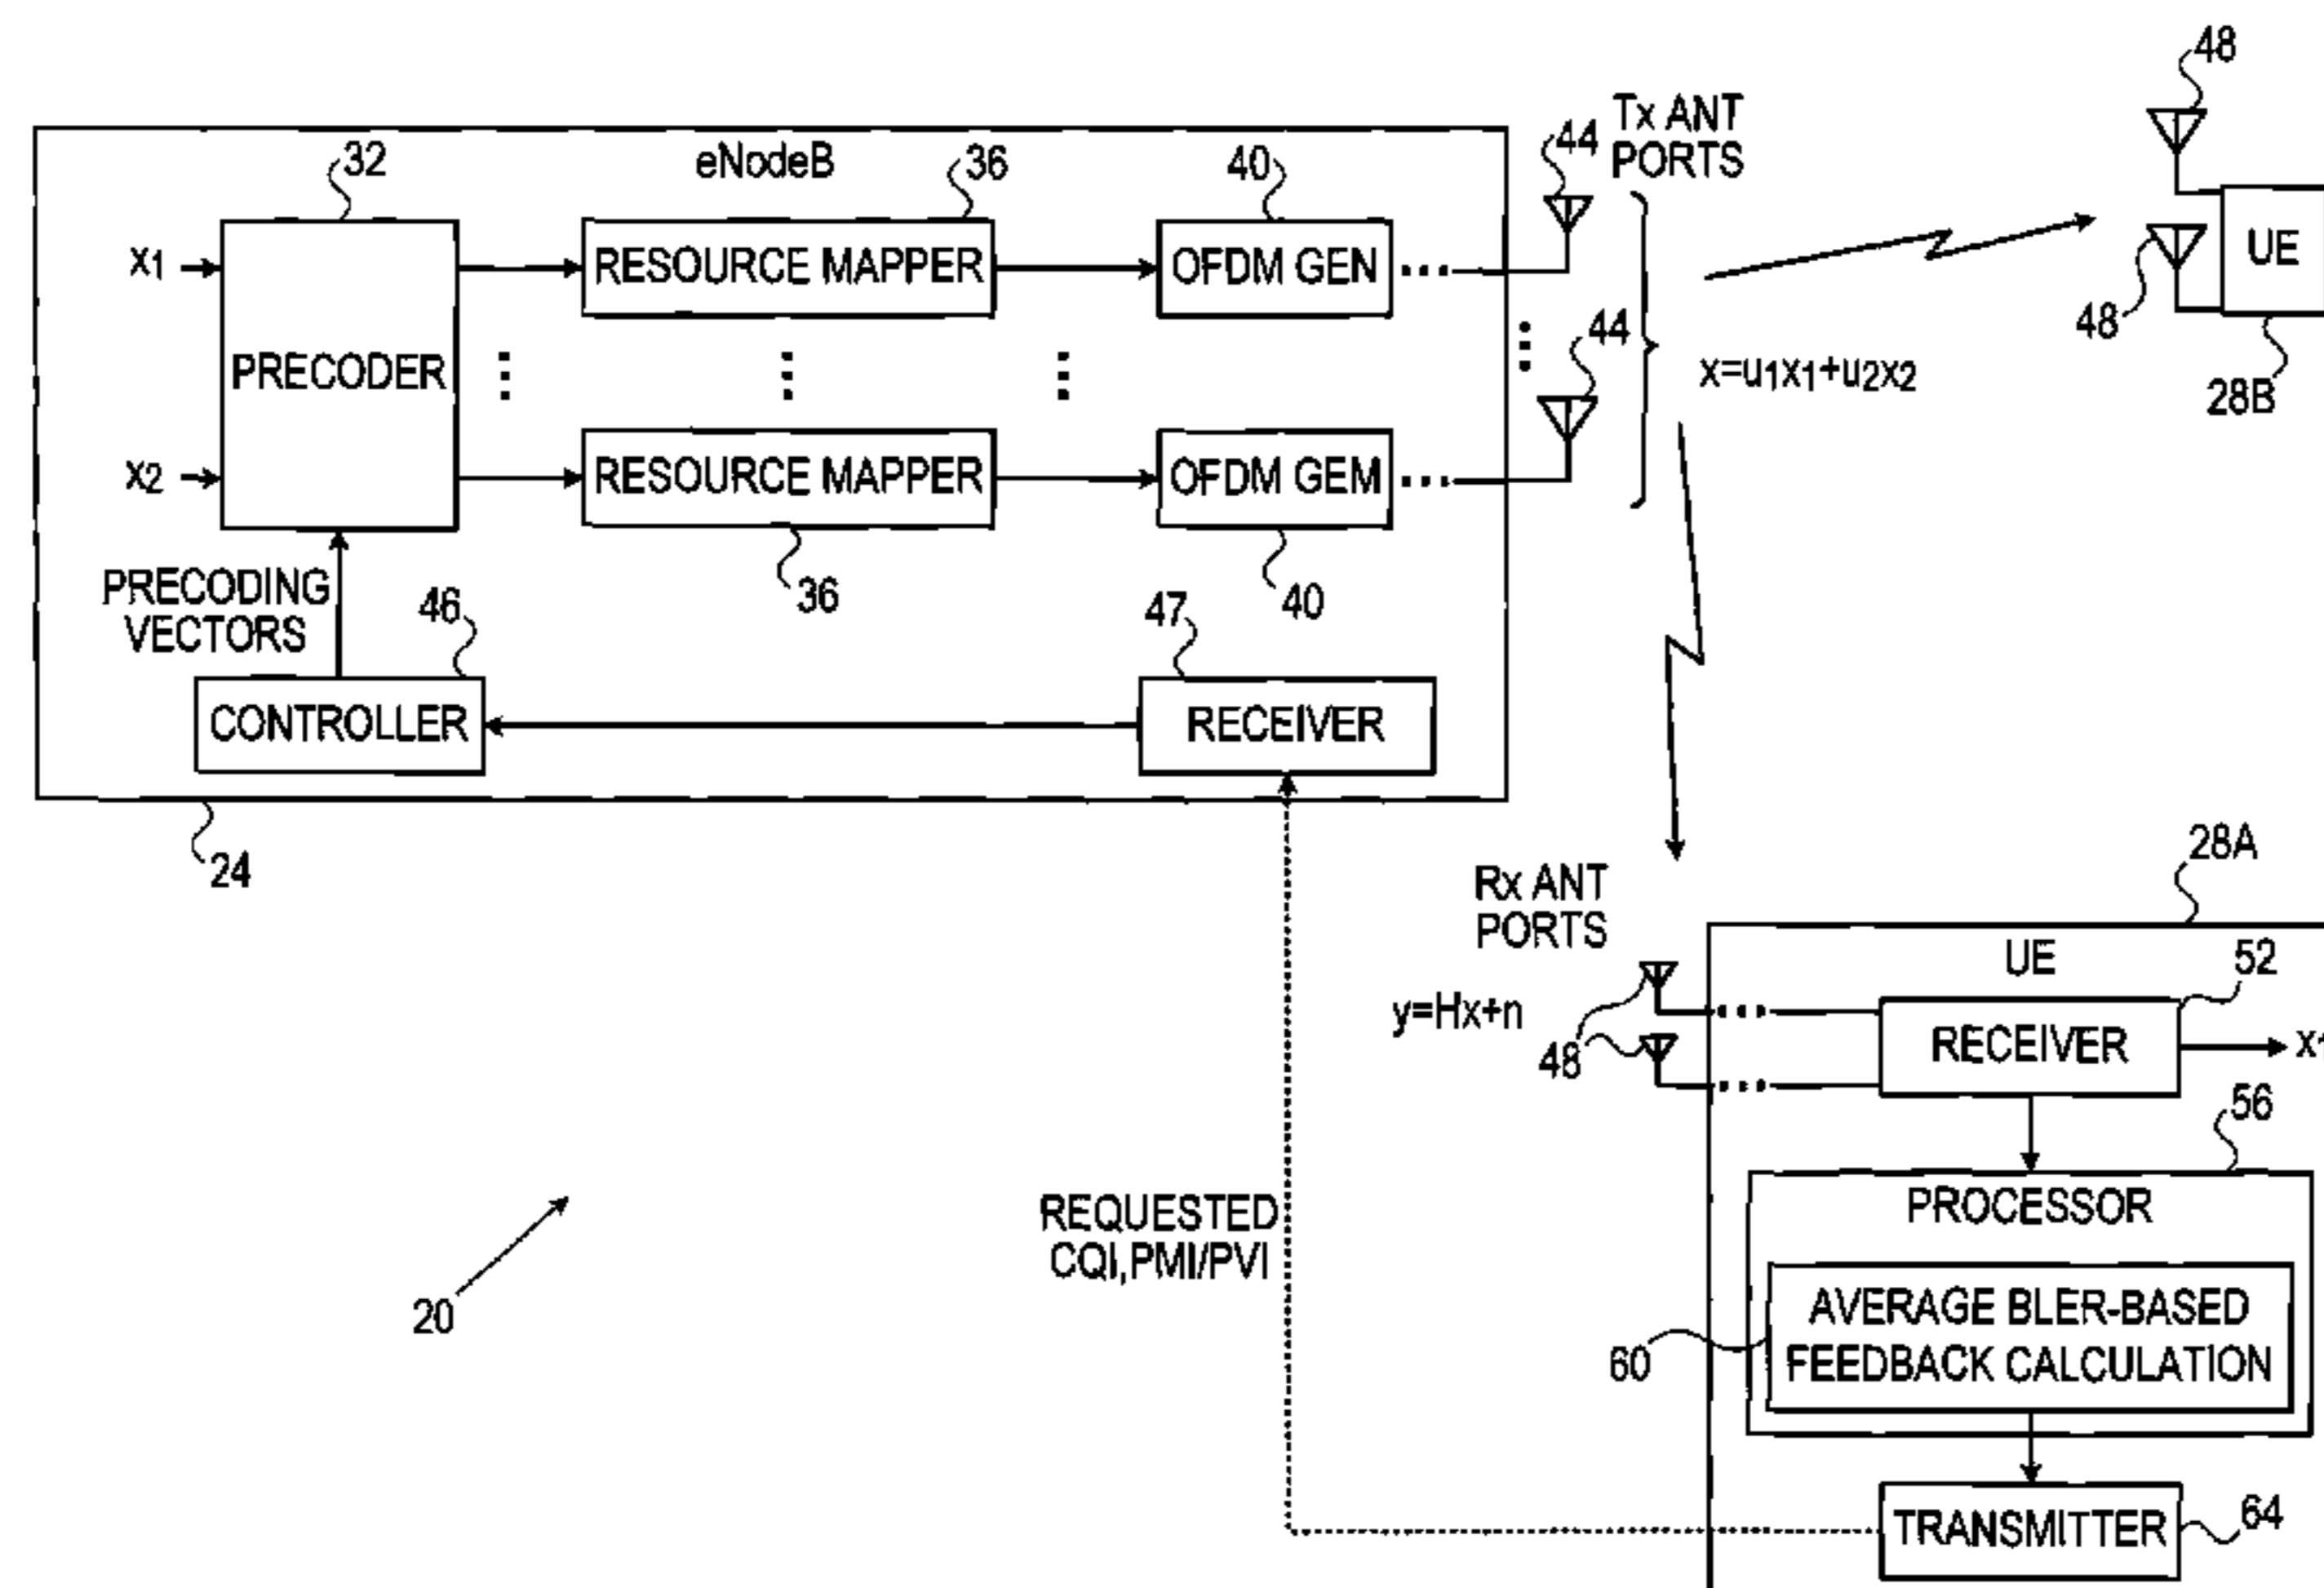 48
Tx ANT
PORTS
44
eNodeB
32
36
40
x1
PRECODER
RESOURCE MAPPER
OFDM GEN
UE
48
28B
44
x=u1x1+u2x2
x2
RESOURCE MAPPER
OFDM GEM
36
40
PRECODING
VECTORS
46
47
CONTROLLER
RECEIVER
24
28A
Rx ANT
PORTS
UE
52
y=Hx+n
48
RECEIVER
x1
56
PROCESSOR
REQUESTED
CQI,PMI/PVI
20
AVERAGE BLER-BASED
FEEDBACK CALCULATION
60
TRANSMITTER
64